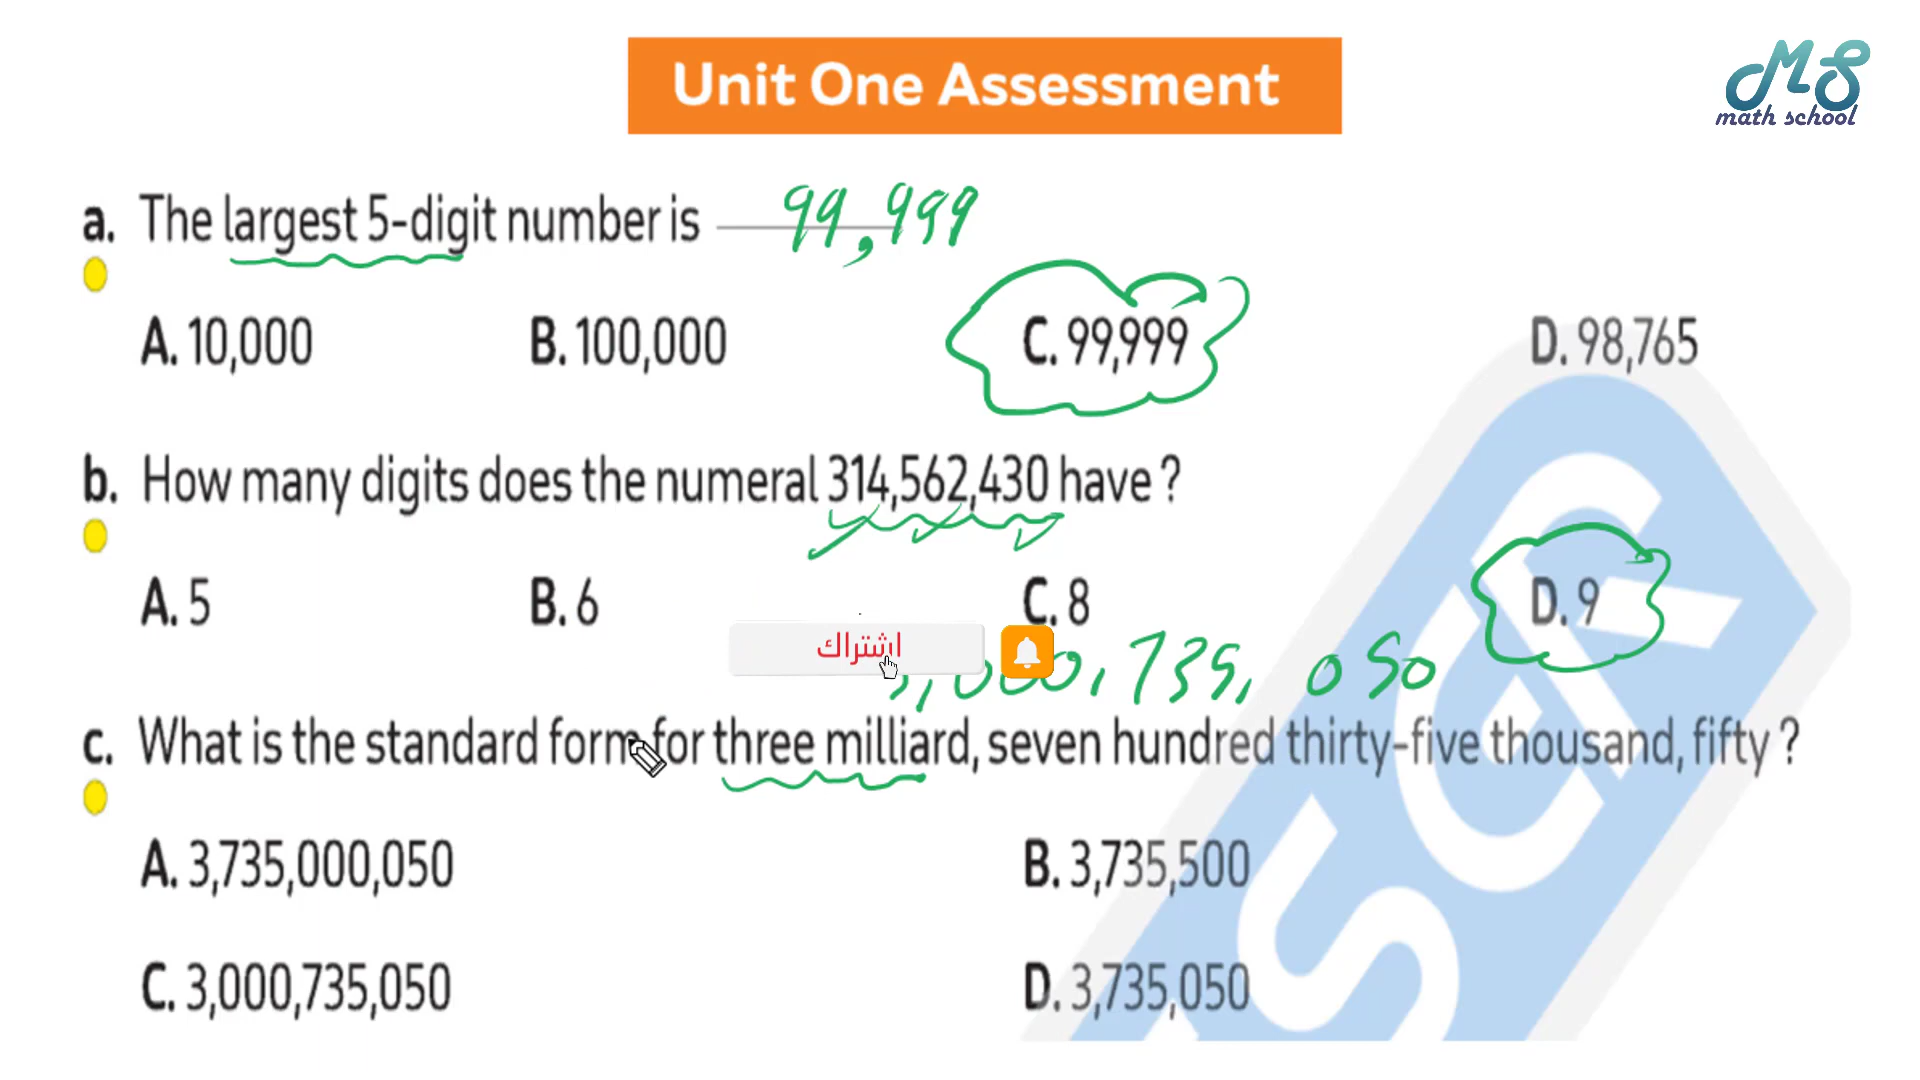 Unit One Assessment
MS
math school
a. The largest 5-digit number is 99,999
A. 10,000 B. 100,000 C. 99,999 D. 98,765
b. How many digits does the numeral 314,562,430 have ?
A. 5 B. 6 C. 8 D. 9
اشتراك
,000,735,050
c. What is the standard form for three milliard, seven hundred thirty-five thousand, fifty ?
A. 3,735,000,050 B. 3,735,500
C. 3,000,735,050 D. 3,735,050